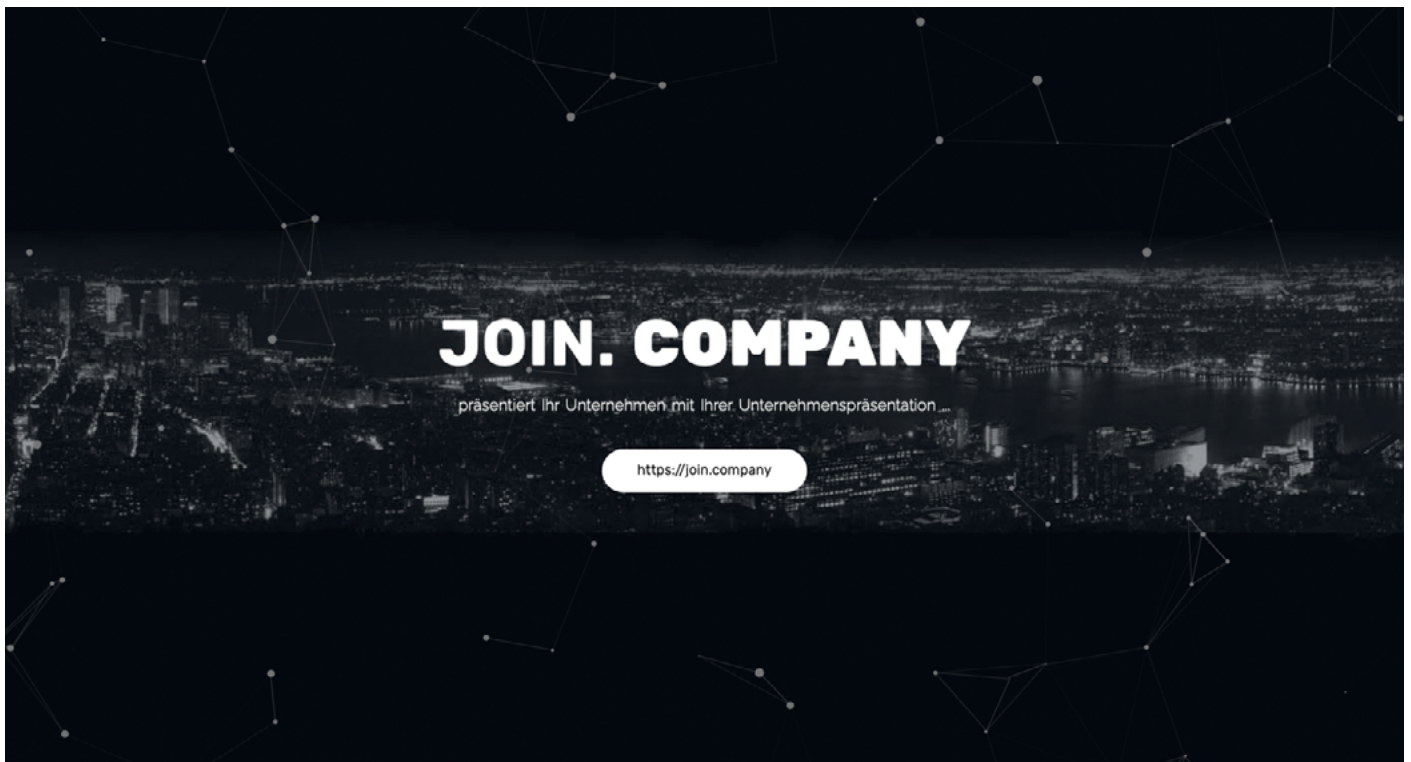 JOIN. COMPANY
präsentiert Ihr Unternehmen mit Ihrer Unternehmenspräsentation ...
https://join.company